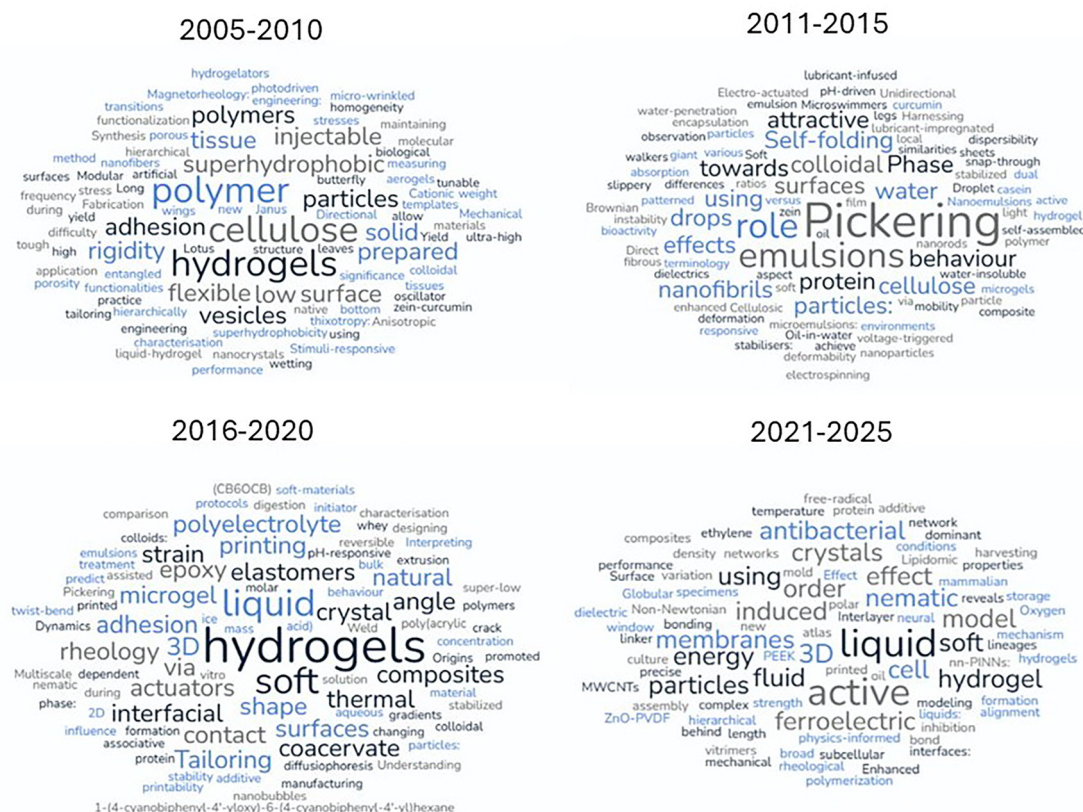 2005-2010
hydrogelators
photodriven
Magnetorheology: engineering: micro-wrinkled
transitions polymers homogeneity
functionalization stresses maintaining
Synthesis porous tissue injectable molecular
hierarchical superhydrophobic biological
method nanofibers measuring
surfaces Modular artificial butterfly aerogels tunable
frequency stress Long polymer particles Cationic weight
during Fabrication wings new Janus Directional allow templates Mechanical
yield adhesion cellulose solid Yield materials
difficulty ultra-high
tough high rigidity Lotus structure leaves prepared
application entangled hydrogels significance colloidal
porosity functionalities flexible low surface tissues
practice oscillator
tailoring hierarchically vesicles native bottom zein-curcumin
engineering thixotropy: Anisotropic
superhydrophobicity using
characterisation
liquid-hydrogel nanocrystals Stimuli-responsive
performance wetting
2011-2015
lubricant-infused
Electro-actuated pH-driven Unidirectional
emulsion Microswimmers curcumin
water-penetration attractive legs Harnessing
encapsulation lubricant-impregnated
observation particles Self-folding local dispersibility
walkers giant various Soft similarities sheets
absorption towards colloidal Phase snap-through
stabilized dual
slippery differences ratios surfaces water Droplet casein
patterned using versus film Nanoemulsions active
Brownian drops role zein Pickering light hydrogel
instability self-assembled
bioactivity oil
Direct effects emulsions nanorods behaviour polymer
fibrous terminology
dielectrics aspect water-insoluble
nanofibrils soft protein cellulose microgels
enhanced Cellulosic particles: via mobility particle
deformation composite
microemulsions: environments
responsive Oil-in-water voltage-triggered
stabilisers: achieve
deformability nanoparticles
electrospinning
2016-2020
(CB6OCB) soft-materials
protocols digestion initiator
comparison characterisation
polyelectrolyte whey designing
colloids:
emulsions strain printing reversible Interpreting
treatment pH-responsive extrusion
predict assisted epoxy elastomers bulk natural
Pickering molar super-low
twist-bend printed microgel liquid behaviour crystal angle polymers
Dynamics adhesion ice mass acid) Weld poly(acrylic crack
3D hydrogels concentration
rheology Origins promoted
Multiscale dependent via vitro soft solution composites
nematic during actuators thermal material
phase: stabilized
2D interfacial shape aqueous gradients
influence formation contact surfaces changing colloidal
associative coacervate particles:
protein Tailoring diffusiophoresis Understanding
stability additive manufacturing
printability nanobubbles
1-(4-cyanobiphenyl-4'-yloxy)-6-(4-cyanobiphenyl-4'-yl)hexane
2021-2025
free-radical
temperature protein additive
composites ethylene antibacterial network
dominant
density networks crystals conditions harvesting
performance Lipidomic properties
Surface variation using mold Effect effect mammalian
Globular specimens order nematic reveals storage
dielectric Non-Newtonian induced polar Interlayer neural model Oxygen
window bonding new mechanism
linker membranes atlas liquid soft lineages
culture energy PEEK 3D nn-PINNs: hydrogels
precise fluid printed oil cell hydrogel
MWCNTs particles active
assembly complex strength modeling formation
ZnO-PVDF hierarchical ferroelectric liquids: alignment
behind length inhibition
physics-informed bond
vitrimers broad subcellular interfaces:
mechanical rheological Enhanced
polymerization